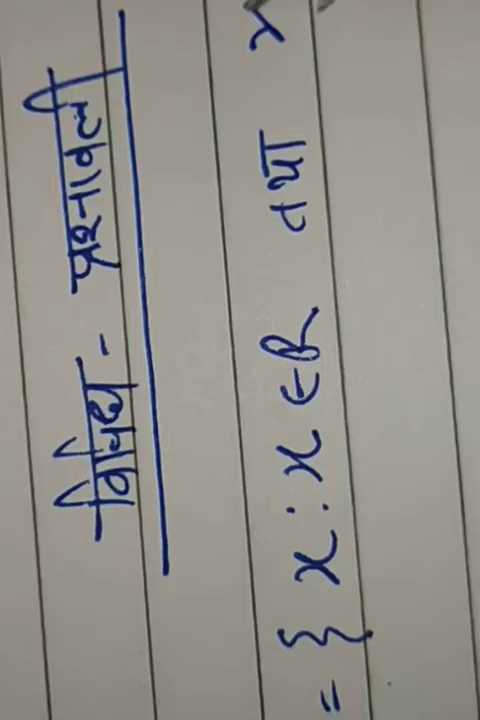 विविध - प्रश्नावली
= { x : x ∈ R तथा x